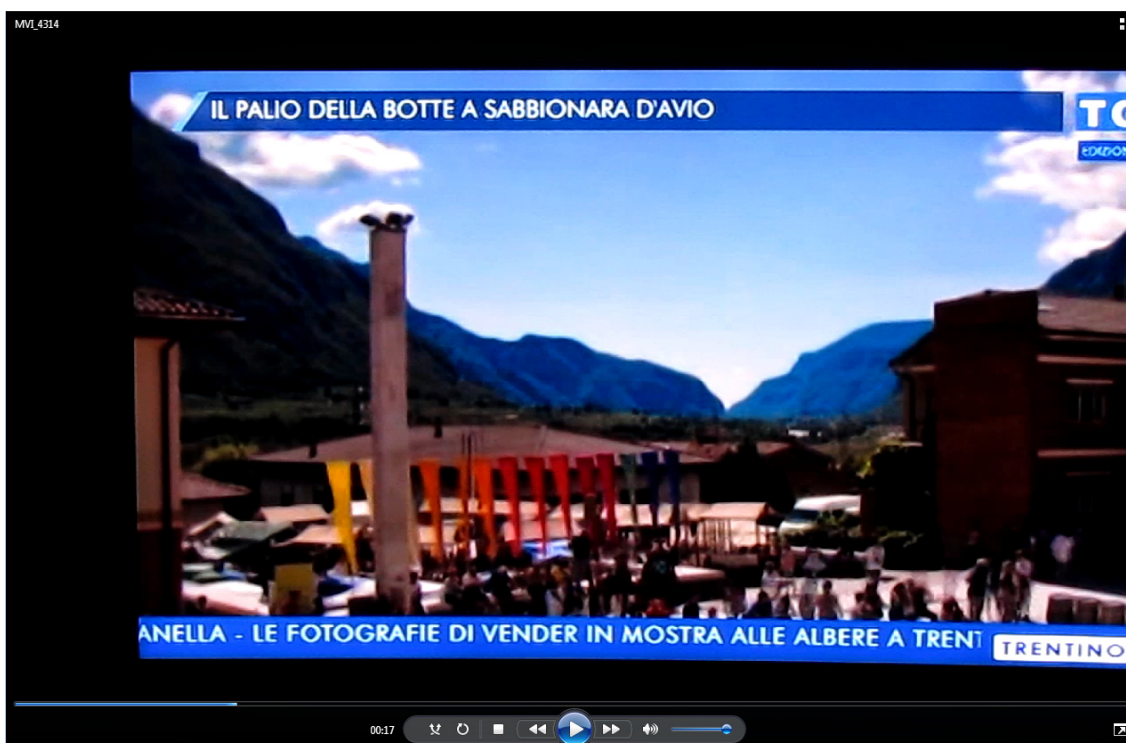 MVI_4314
IL PALIO DELLA BOTTE A SABBIONARA D'AVIO
ANELLA - LE FOTOGRAFIE DI VENDER IN MOSTRA ALLE ALBERE A TRENT
TRENTINO
00:17